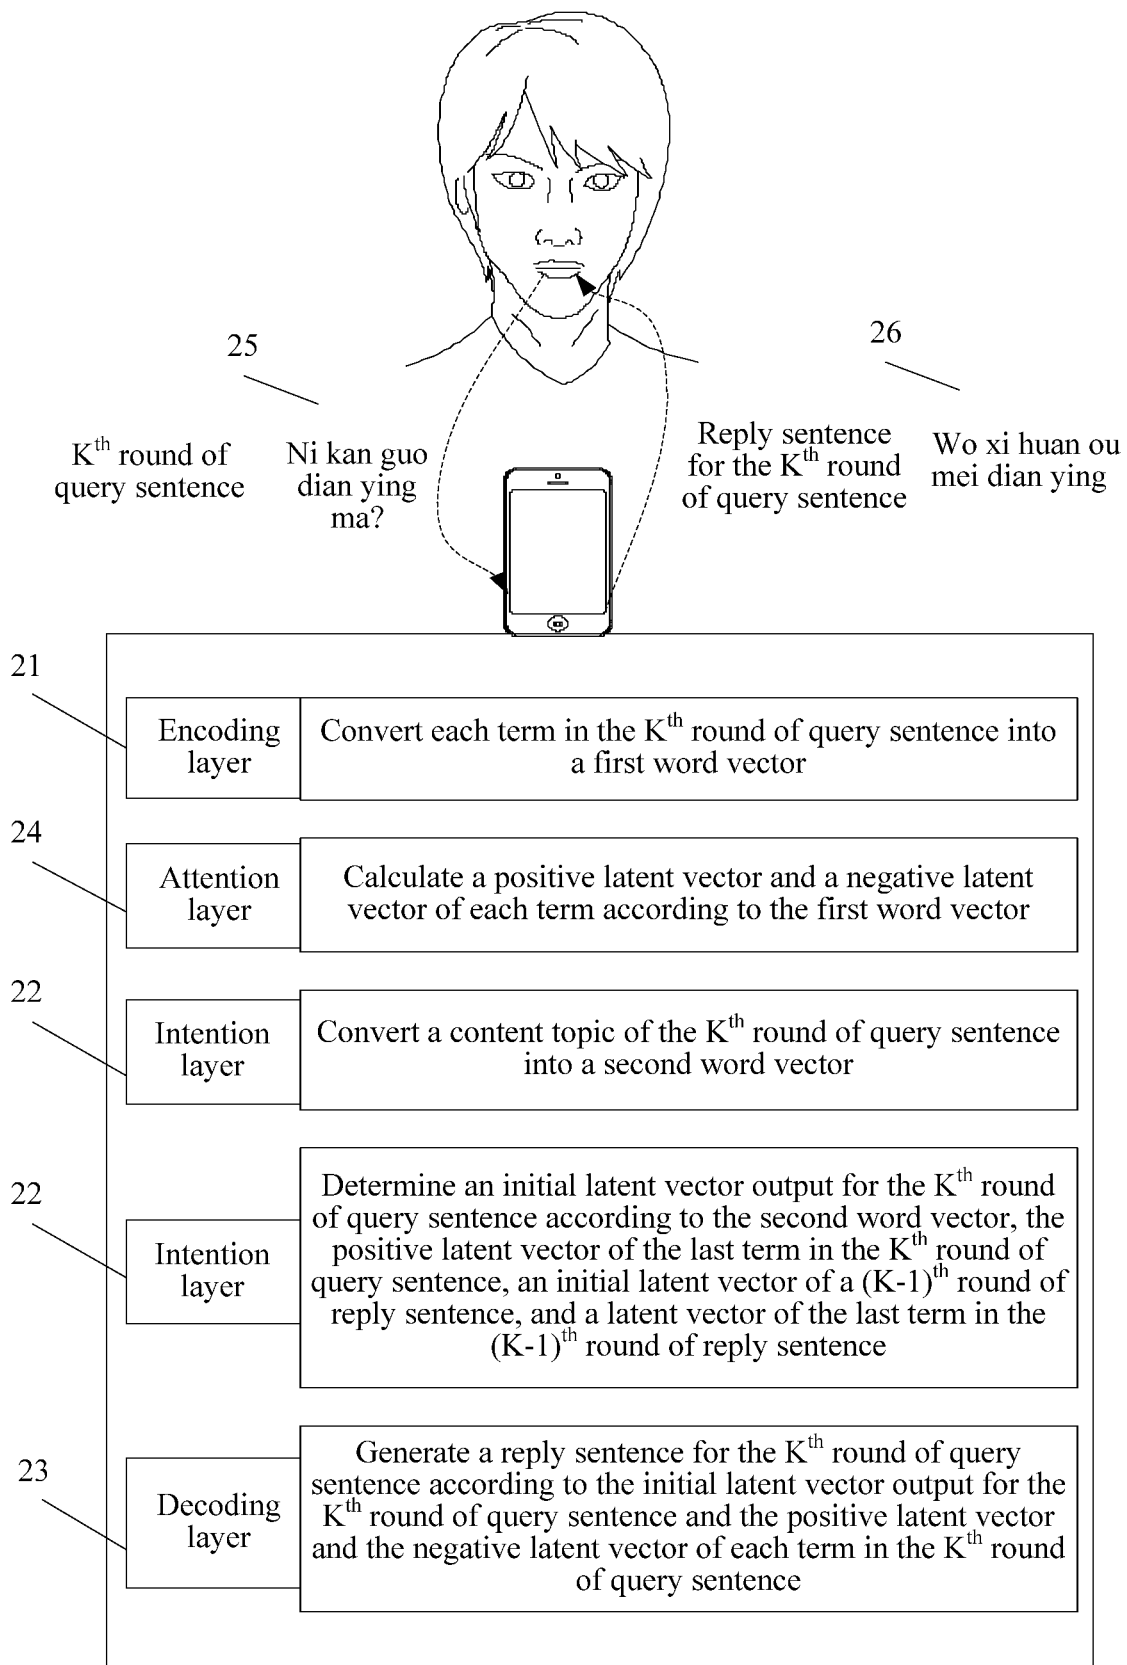 25
26
K^th round of
query sentence
Ni kan guo
dian ying
ma?
Reply sentence
for the K^th round
of query sentence
Wo xi huan ou
mei dian ying
21
Encoding
layer
Convert each term in the K^th round of query sentence into
a first word vector
24
Attention
layer
Calculate a positive latent vector and a negative latent
vector of each term according to the first word vector
22
Intention
layer
Convert a content topic of the K^th round of query sentence
into a second word vector
22
Intention
layer
Determine an initial latent vector output for the K^th round
of query sentence according to the second word vector, the
positive latent vector of the last term in the K^th round of
query sentence, an initial latent vector of a (K-1)^th round of
reply sentence, and a latent vector of the last term in the
(K-1)^th round of reply sentence
23
Decoding
layer
Generate a reply sentence for the K^th round of query
sentence according to the initial latent vector output for the
K^th round of query sentence and the positive latent vector
and the negative latent vector of each term in the K^th round
of query sentence